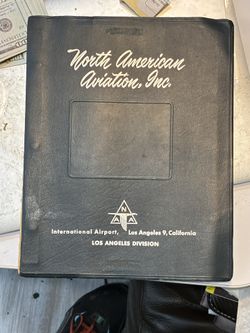 North American
Aviation, Inc.
N
A A
International Airport, Los Angeles 9, California
LOS ANGELES DIVISION